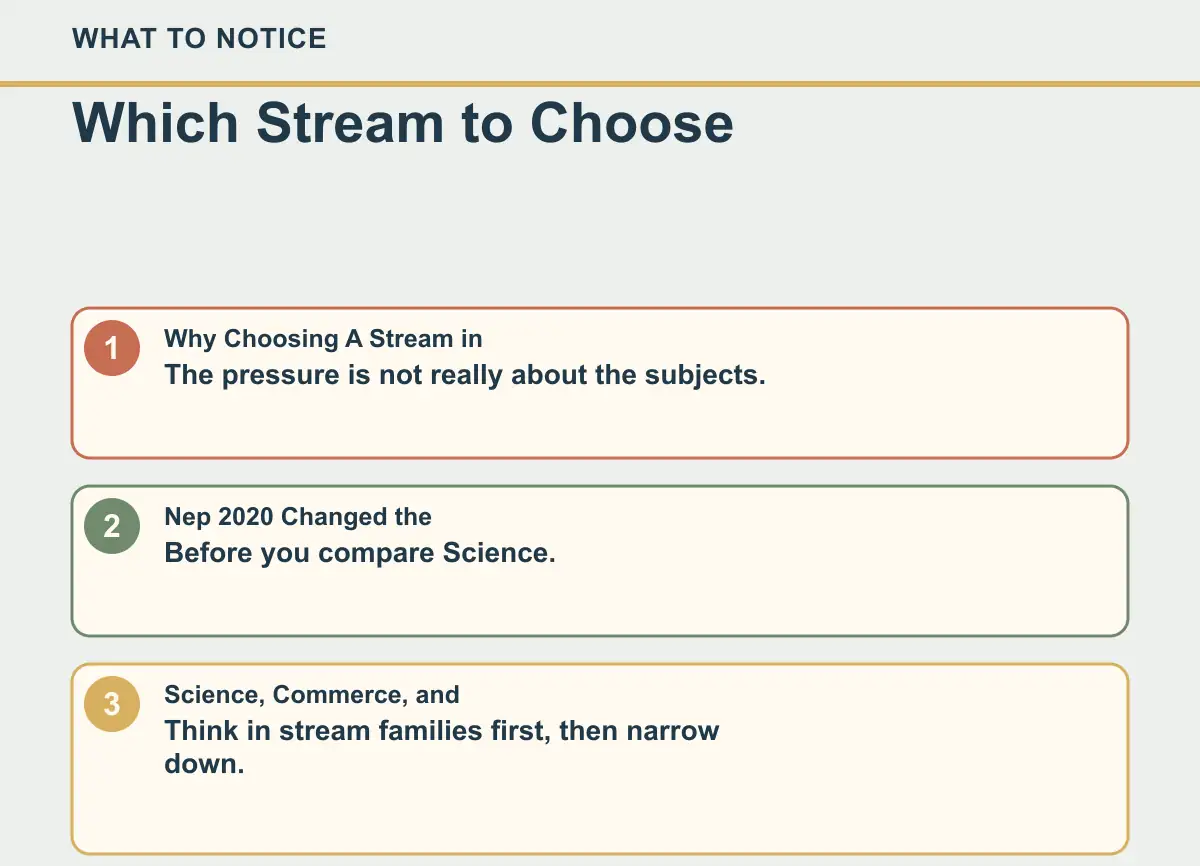 WHAT TO NOTICE
Which Stream to Choose
1
Why Choosing A Stream in
The pressure is not really about the subjects.
2
Nep 2020 Changed the
Before you compare Science.
3
Science, Commerce, and
Think in stream families first, then narrow
down.